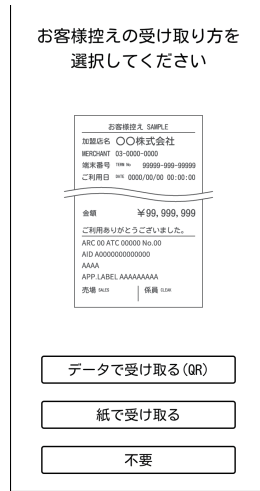 お客様控えの受け取り方を
選択してください
お客様控え SAMPLE
加盟店名 〇〇株式会社
MERCHANT 03-0000-0000
端末番号 TERM No 99999-999-99999
ご利用日 DATE 0000/00/00 00:00:00
金額 ￥99,999,999
ご利用ありがとうございました。
ARC 00 ATC 00000 No.00
AID A0000000000000
AAAA
APP.LABEL AAAAAAAAA
売場 SALES 係員 CLERK
データで受け取る(QR)
紙で受け取る
不要